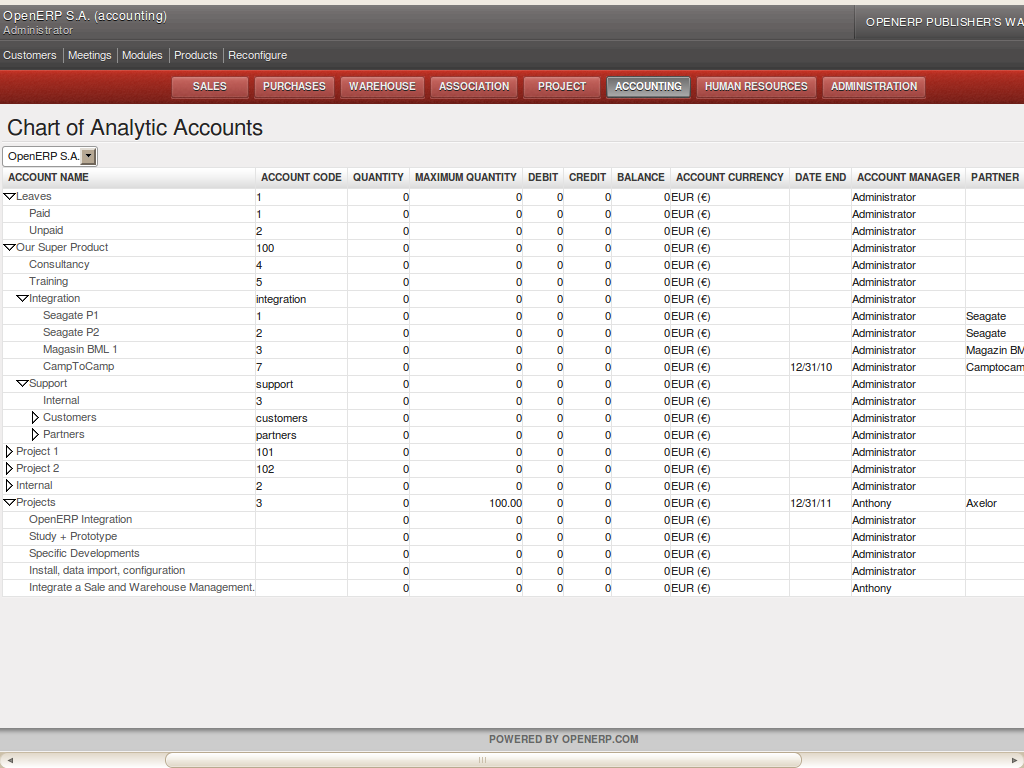 OpenERP S.A. (accounting)
Administrator
OPENERP PUBLISHER'S WA
Customers Meetings Modules Products Reconfigure
SALES PURCHASES WAREHOUSE ASSOCIATION PROJECT ACCOUNTING HUMAN RESOURCES ADMINISTRATION
Chart of Analytic Accounts
OpenERP S.A.
ACCOUNT NAME ACCOUNT CODE QUANTITY MAXIMUM QUANTITY DEBIT CREDIT BALANCE ACCOUNT CURRENCY DATE END ACCOUNT MANAGER PARTNER
Leaves 1 0 0 0 0 0 EUR (€) Administrator
Paid 1 0 0 0 0 0 EUR (€) Administrator
Unpaid 2 0 0 0 0 0 EUR (€) Administrator
Our Super Product 100 0 0 0 0 0 EUR (€) Administrator
Consultancy 4 0 0 0 0 0 EUR (€) Administrator
Training 5 0 0 0 0 0 EUR (€) Administrator
Integration integration 0 0 0 0 0 EUR (€) Administrator
Seagate P1 1 0 0 0 0 0 EUR (€) Administrator Seagate
Seagate P2 2 0 0 0 0 0 EUR (€) Administrator Seagate
Magasin BML 1 3 0 0 0 0 0 EUR (€) Administrator Magazin BM
CampToCamp 7 0 0 0 0 0 EUR (€) 12/31/10 Administrator Camptocam
Support support 0 0 0 0 0 EUR (€) Administrator
Internal 3 0 0 0 0 0 EUR (€) Administrator
Customers customers 0 0 0 0 0 EUR (€) Administrator
Partners partners 0 0 0 0 0 EUR (€) Administrator
Project 1 101 0 0 0 0 0 EUR (€) Administrator
Project 2 102 0 0 0 0 0 EUR (€) Administrator
Internal 2 0 0 0 0 0 EUR (€) Administrator
Projects 3 0 100.00 0 0 0 EUR (€) 12/31/11 Anthony Axelor
OpenERP Integration 0 0 0 0 0 EUR (€) Administrator
Study + Prototype 0 0 0 0 0 EUR (€) Administrator
Specific Developments 0 0 0 0 0 EUR (€) Administrator
Install, data import, configuration 0 0 0 0 0 EUR (€) Administrator
Integrate a Sale and Warehouse Management. 0 0 0 0 0 EUR (€) Anthony
POWERED BY OPENERP.COM